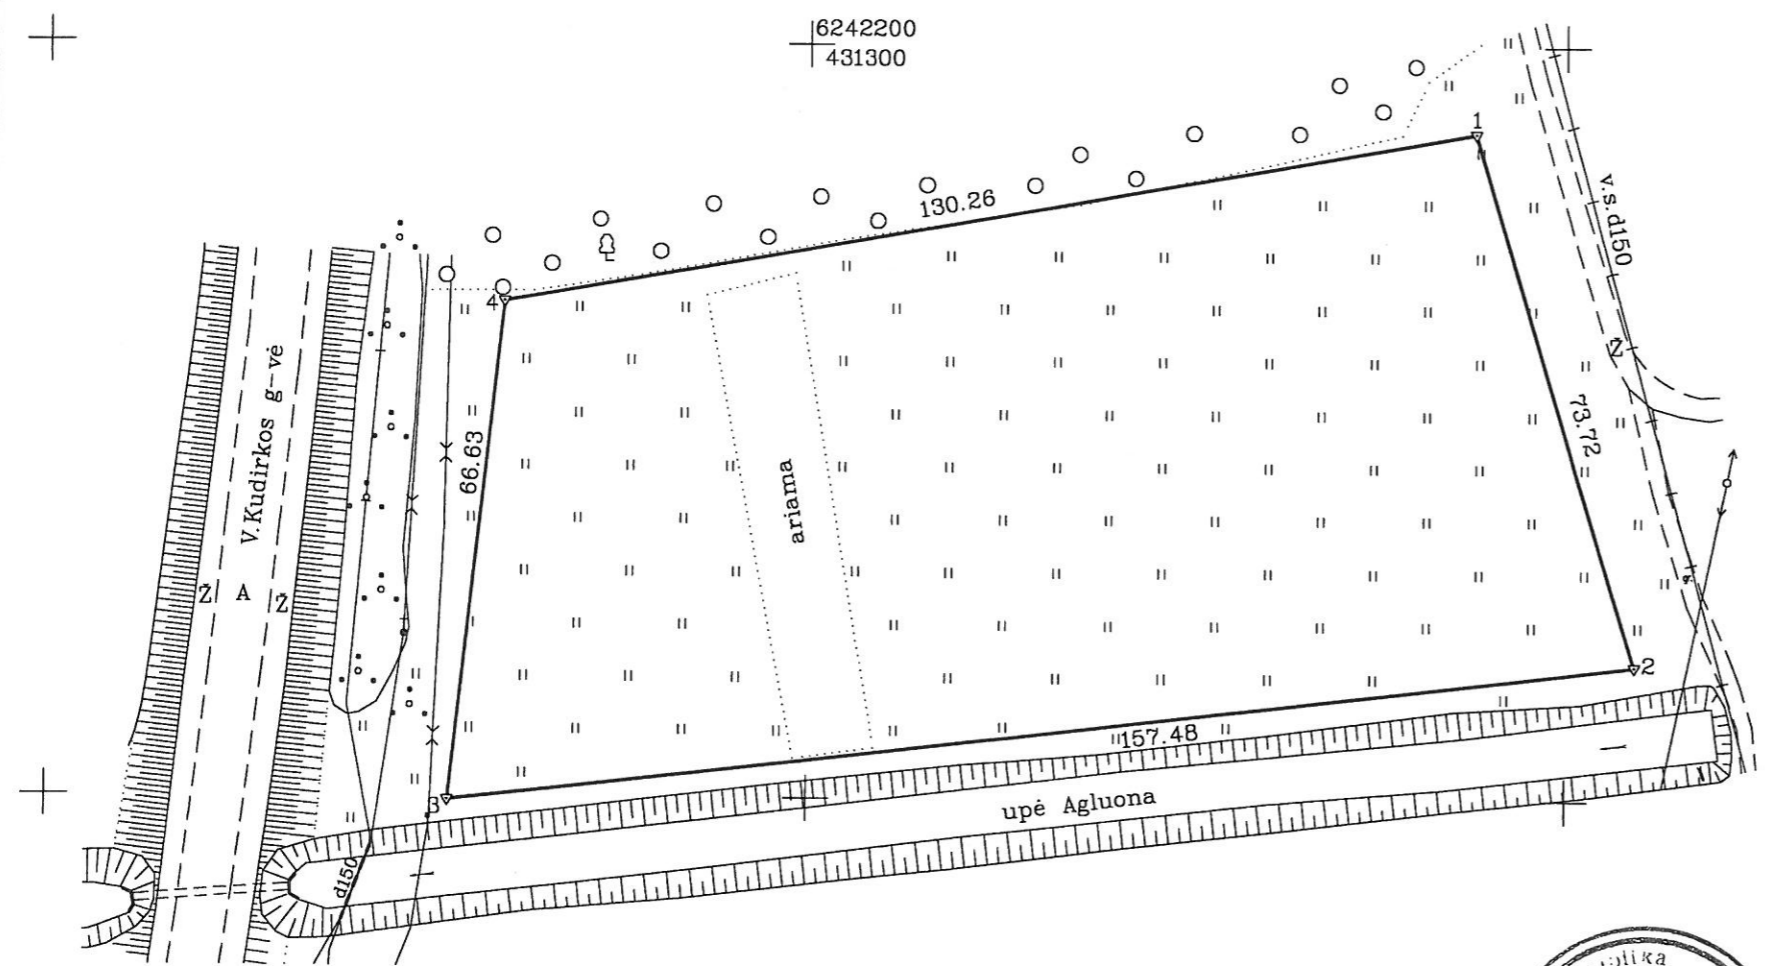 6242200
431300
1
130.26
v.s.d150
4
Ž
V.Kudirkos g-vė
66.63
73.72
ariama
Ž
A
Ž
2
157.48
3
upė Agluona
d150